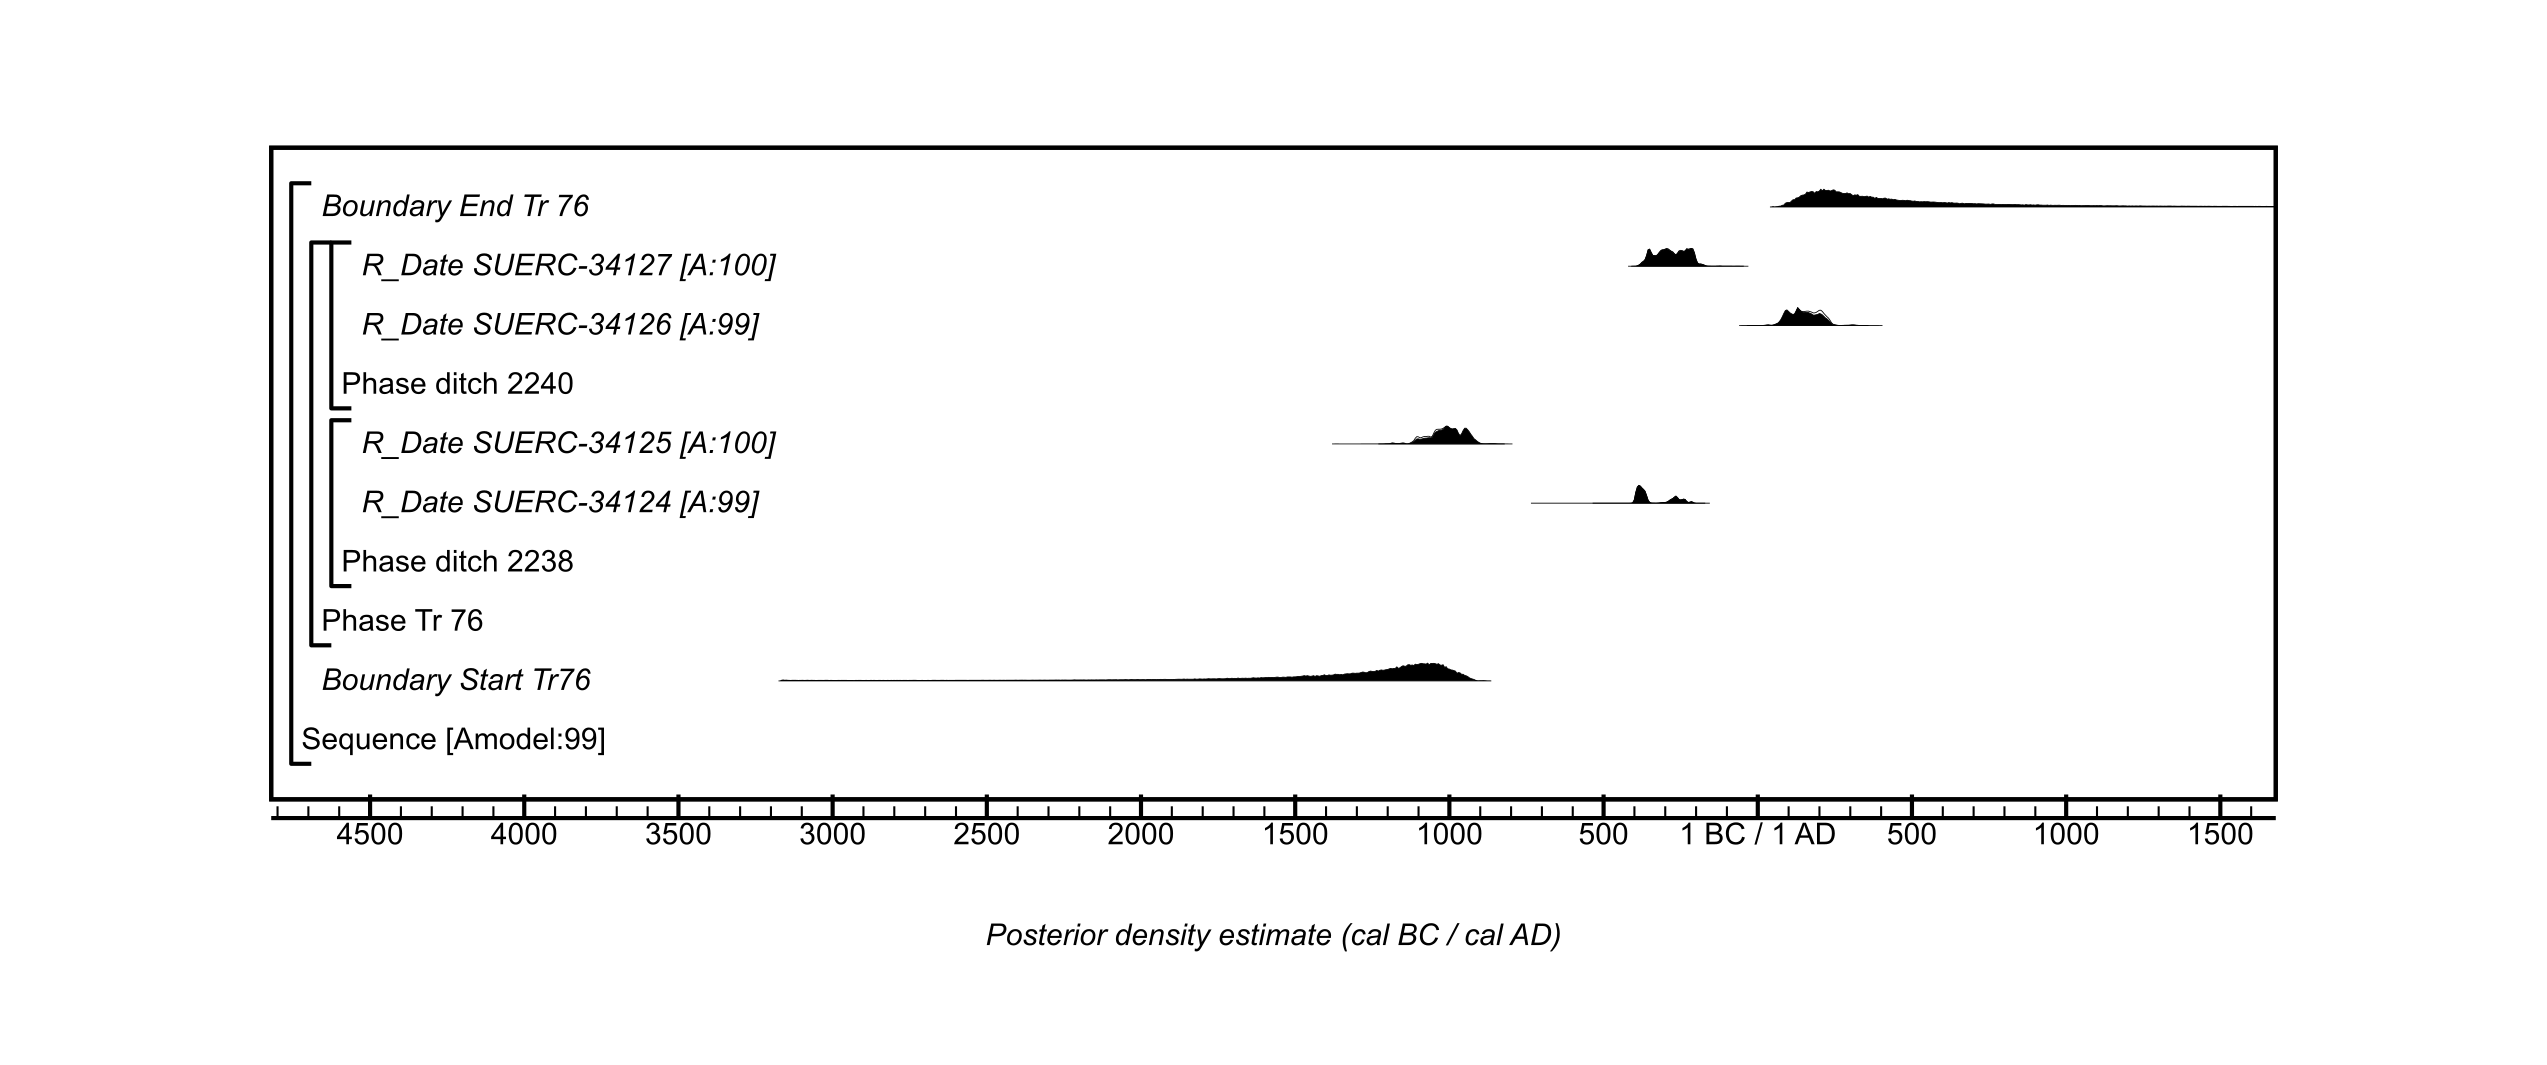 Boundary End Tr 76
R_Date SUERC-34127 [A:100]
R_Date SUERC-34126 [A:99]
Phase ditch 2240
R_Date SUERC-34125 [A:100]
R_Date SUERC-34124 [A:99]
Phase ditch 2238
Phase Tr 76
Boundary Start Tr76
Sequence [Amodel:99]
4500 4000 3500 3000 2500 2000 1500 1000 500 1 BC / 1 AD 500 1000 1500
Posterior density estimate (cal BC / cal AD)